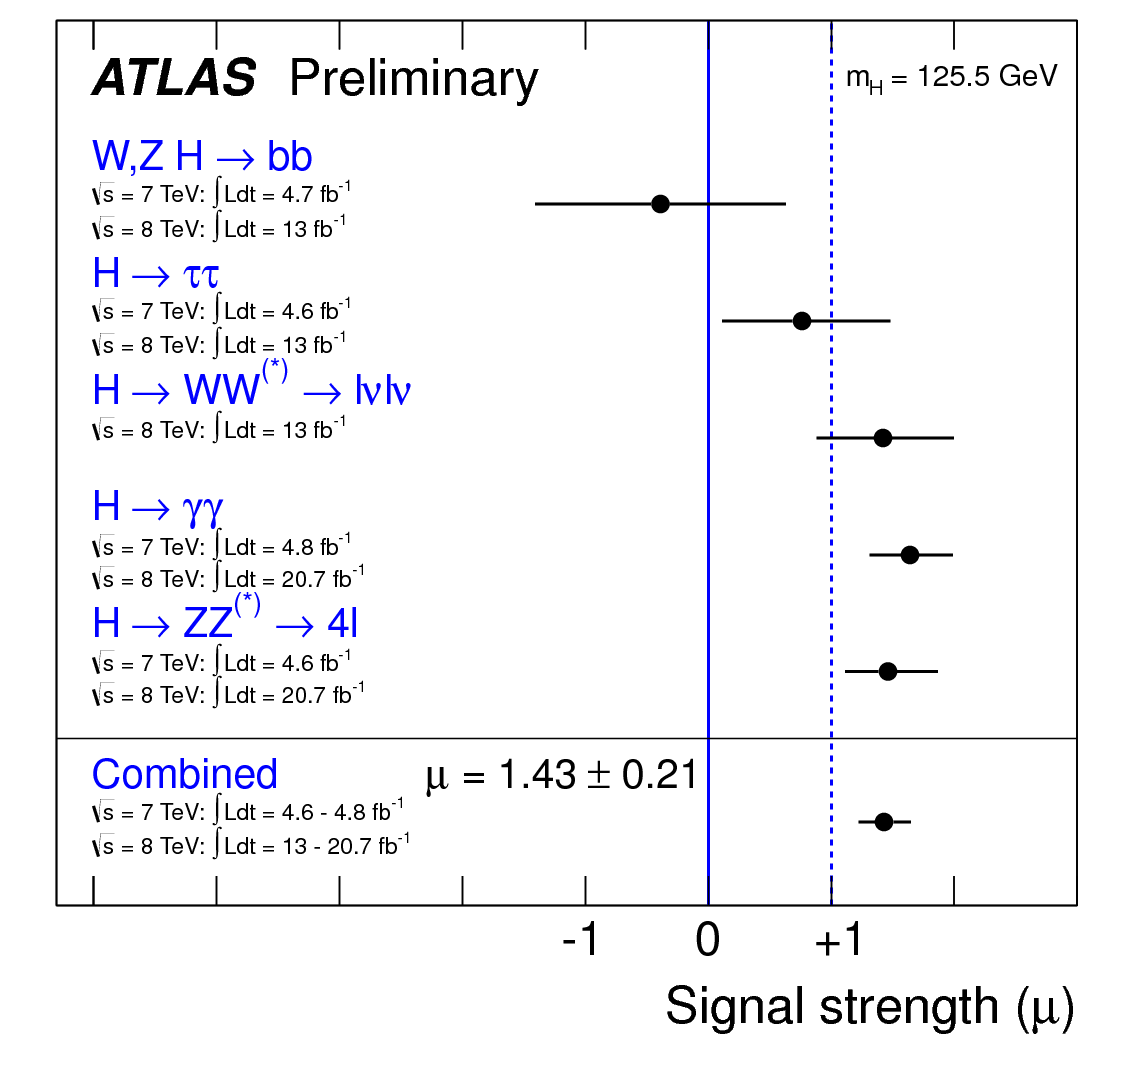 ATLAS Preliminary
m_H = 125.5 GeV
W,Z H → bb
√s = 7 TeV: ∫Ldt = 4.7 fb⁻¹
√s = 8 TeV: ∫Ldt = 13 fb⁻¹
H → ττ
√s = 7 TeV: ∫Ldt = 4.6 fb⁻¹
√s = 8 TeV: ∫Ldt = 13 fb⁻¹
H → WW⁽*⁾ → lνlν
√s = 8 TeV: ∫Ldt = 13 fb⁻¹
H → γγ
√s = 7 TeV: ∫Ldt = 4.8 fb⁻¹
√s = 8 TeV: ∫Ldt = 20.7 fb⁻¹
H → ZZ⁽*⁾ → 4l
√s = 7 TeV: ∫Ldt = 4.6 fb⁻¹
√s = 8 TeV: ∫Ldt = 20.7 fb⁻¹
Combined μ = 1.43 ± 0.21
√s = 7 TeV: ∫Ldt = 4.6 - 4.8 fb⁻¹
√s = 8 TeV: ∫Ldt = 13 - 20.7 fb⁻¹
-1 0 +1
Signal strength (μ)